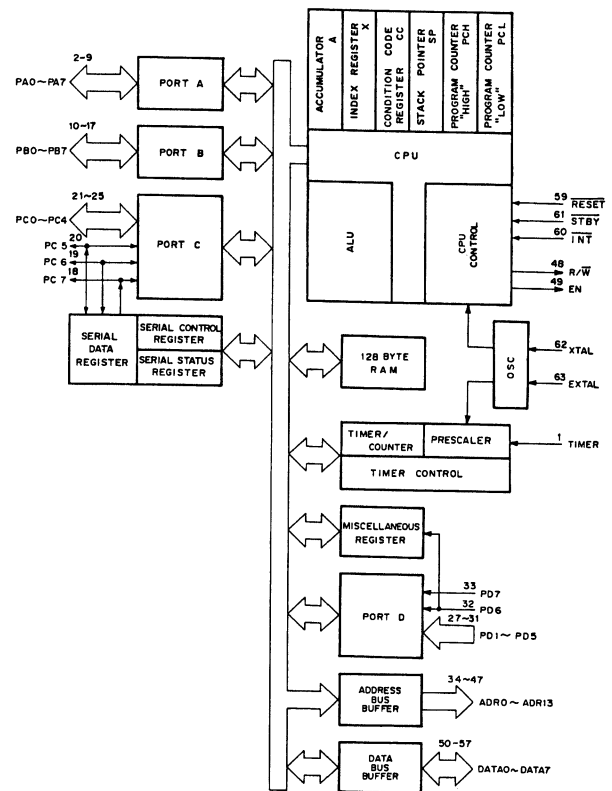 2-9
PA0~PA7
PORT A
10-17
PB0~PB7
PORT B
21~25
PC0~PC4
20
PC 5
19
PC 6
18
PC 7
PORT C
SERIAL
DATA
REGISTER
SERIAL CONTROL
REGISTER
SERIAL STATUS
REGISTER
ACCUMULATOR A
INDEX REGISTER X
CONDITION CODE
REGISTER CC
STACK POINTER
SP
PROGRAM COUNTER
"HIGH" PCH
PROGRAM COUNTER
"LOW" PCL
CPU
ALU
CPU
CONTROL
59
RESET
61
STBY
60
INT
48
R/W
49
EN
OSC
62
XTAL
63
EXTAL
128 BYTE
RAM
TIMER/
COUNTER
PRESCALER
TIMER CONTROL
1
TIMER
MISCELLANEOUS
REGISTER
PORT D
33
PD7
32
PD6
27~31
PD1~PD5
ADDRESS
BUS
BUFFER
34~47
ADR0~ADR13
DATA
BUS
BUFFER
50-57
DATA0~DATA7